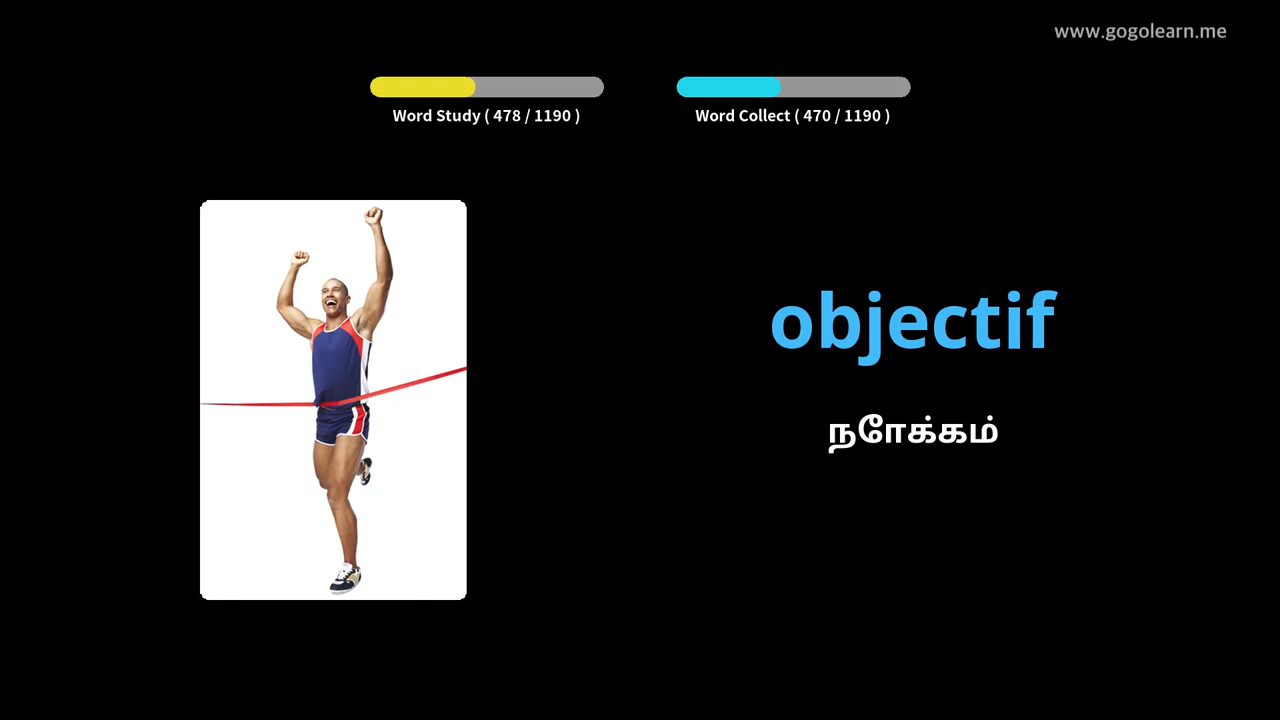 www.gogolearn.me
Word Study ( 478 / 1190 )
Word Collect ( 470 / 1190 )
objectif
நோக்கம்